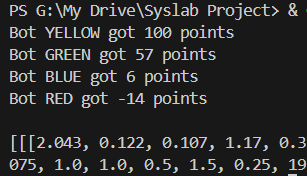 PS G:\My Drive\Syslab Project> &
Bot YELLOW got 100 points
Bot GREEN got 57 points
Bot BLUE got 6 points
Bot RED got -14 points
[[[2.043, 0.122, 0.107, 1.17, 0.3
075, 1.0, 1.0, 0.5, 1.5, 0.25, 19